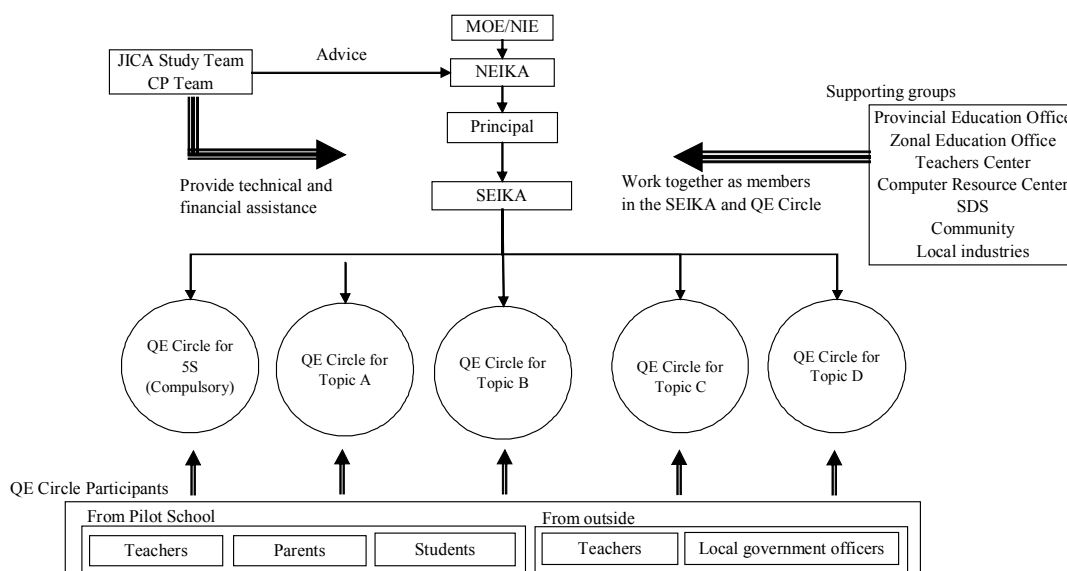 MOE/NIE
JICA Study Team
CP Team
Advice
NEIKA
Supporting groups
Provincial Education Office
Zonal Education Office
Teachers Center
Computer Resource Center
SDS
Community
Local industries
Principal
Provide technical and
financial assistance
Work together as members
in the SEIKA and QE Circle
SEIKA
QE Circle for
5S
(Compulsory)
QE Circle for
Topic A
QE Circle for
Topic B
QE Circle for
Topic C
QE Circle for
Topic D
QE Circle Participants
From Pilot School
Teachers
Parents
Students
From outside
Teachers
Local government officers